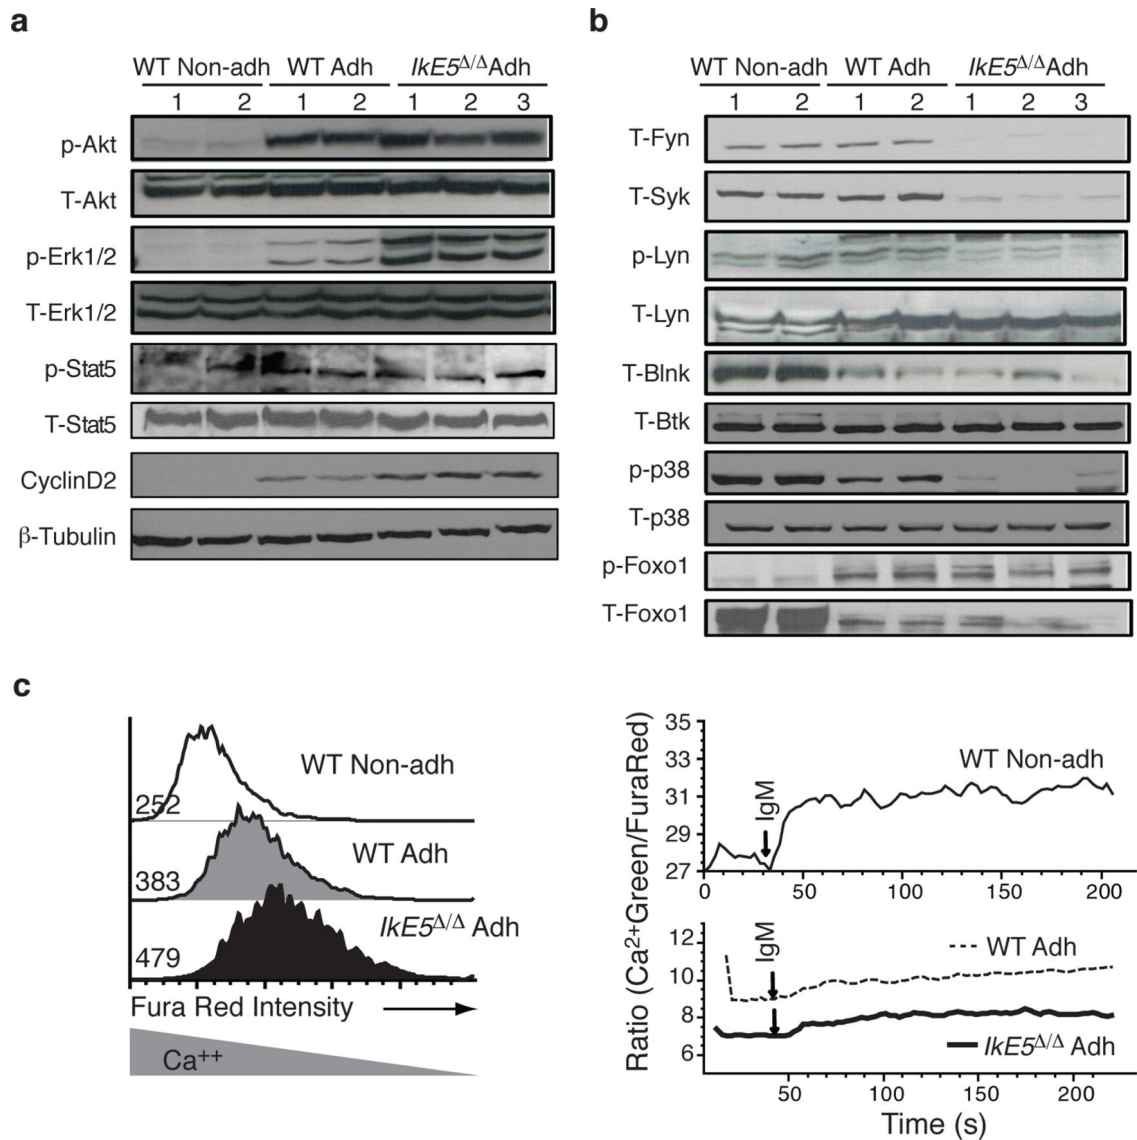 a
WT Non-adh WT Adh IkE5Δ/Δ Adh
1 2 1 2 1 2 3
p-Akt
T-Akt
p-Erk1/2
T-Erk1/2
p-Stat5
T-Stat5
CyclinD2
β-Tubulin
b
WT Non-adh WT Adh IkE5Δ/Δ Adh
1 2 1 2 1 2 3
T-Fyn
T-Syk
p-Lyn
T-Lyn
T-Blnk
T-Btk
p-p38
T-p38
p-Foxo1
T-Foxo1
c
WT Non-adh
252
WT Adh
383
IkE5Δ/Δ Adh
479
Fura Red Intensity
Ca++
Ratio (Ca2+Green/FuraRed)
35
33
31
29
27
WT Non-adh
IgM
0 50 100 150 200
12
10
8
6
IgM
WT Adh
IkE5Δ/Δ Adh
50 100 150 200
Time (s)